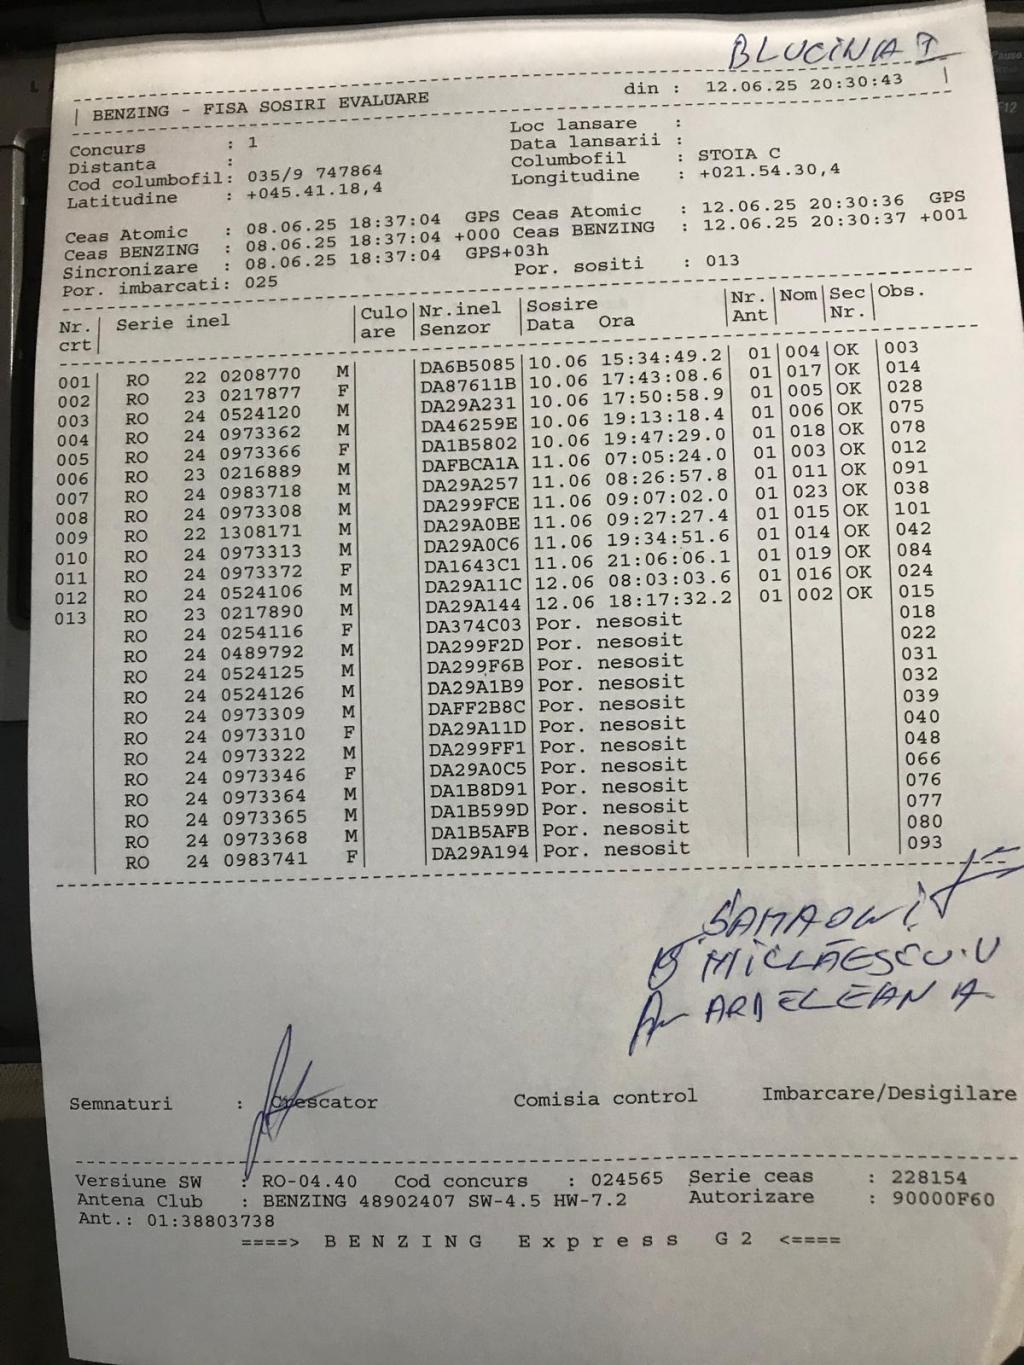 BLUCINA I
| BENZING - FISA SOSIRI EVALUARE din : 12.06.25 20:30:43 |
Concurs : 1 Loc lansare :
Distanta : Data lansarii :
Cod columbofil: 035/9 747864 Columbofil : STOIA C
Latitudine : +045.41.18,4 Longitudine : +021.54.30,4
Ceas Atomic : 08.06.25 18:37:04 GPS Ceas Atomic : 12.06.25 20:30:36 GPS
Ceas BENZING : 08.06.25 18:37:04 +000 Ceas BENZING : 12.06.25 20:30:37 +001
Sincronizare : 08.06.25 18:37:04 GPS+03h
Por. imbarcati: 025 Por. sositi : 013
Nr. Serie inel Culo Nr.inel Sosire Nr. Nom Sec Obs.
crt are Senzor Data Ora Ant Nr.
001 RO 22 0208770 M DA6B5085 10.06 15:34:49.2 01 004 OK 003
002 RO 23 0217877 F DA87611B 10.06 17:43:08.6 01 017 OK 014
003 RO 24 0524120 M DA29A231 10.06 17:50:58.9 01 005 OK 028
004 RO 24 0973362 M DA46259E 10.06 19:13:18.4 01 006 OK 075
005 RO 24 0973366 F DA1B5802 10.06 19:47:29.0 01 018 OK 078
006 RO 23 0216889 M DAFBCA1A 11.06 07:05:24.0 01 003 OK 012
007 RO 24 0983718 M DA29A257 11.06 08:26:57.8 01 011 OK 091
008 RO 24 0973308 M DA299FCE 11.06 09:07:02.0 01 023 OK 038
009 RO 22 1308171 M DA29A0BE 11.06 09:27:27.4 01 015 OK 101
010 RO 24 0973313 M DA29A0C6 11.06 19:34:51.6 01 014 OK 042
011 RO 24 0973372 F DA1643C1 11.06 21:06:06.1 01 019 OK 084
012 RO 24 0524106 M DA29A11C 12.06 08:03:03.6 01 016 OK 024
013 RO 23 0217890 M DA29A144 12.06 18:17:32.2 01 002 OK 015
RO 24 0254116 F DA374C03 Por. nesosit 018
RO 24 0489792 M DA299F2D Por. nesosit 022
RO 24 0524125 M DA299F6B Por. nesosit 031
RO 24 0524126 M DA29A1B9 Por. nesosit 032
RO 24 0973309 M DAFF2B8C Por. nesosit 039
RO 24 0973310 F DA29A11D Por. nesosit 040
RO 24 0973322 M DA299FF1 Por. nesosit 048
RO 24 0973346 F DA29A0C5 Por. nesosit 066
RO 24 0973364 M DA1B8D91 Por. nesosit 076
RO 24 0973365 M DA1B599D Por. nesosit 077
RO 24 0973368 M DA1B5AFB Por. nesosit 080
RO 24 0983741 F DA29A194 Por. nesosit 093
MICLĂESCU.V
ARDELEAN A.
Semnaturi : Crescator Comisia control Imbarcare/Desigilare
Versiune SW : RO-04.40 Cod concurs : 024565 Serie ceas : 228154
Antena Club : BENZING 48902407 SW-4.5 HW-7.2 Autorizare : 90000F60
Ant.: 01:38803738
====> B E N Z I N G E x p r e s s G 2 <====